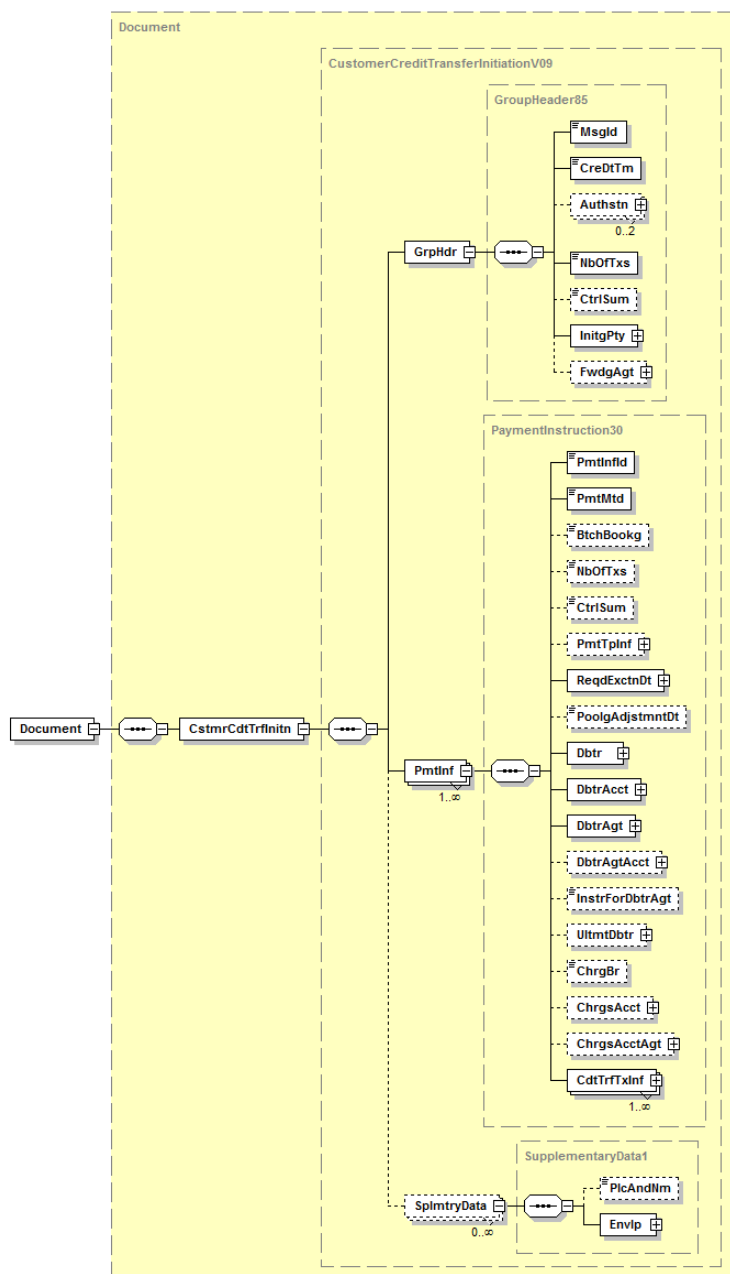 Document
CustomerCreditTransferInitiationV09
GroupHeader85
MsgId
CreDtTm
Authstn
0..2
GrpHdr
NbOfTxs
CtrlSum
InitgPty
FwdgAgt
PaymentInstruction30
PmtInfId
PmtMtd
BtchBookg
NbOfTxs
CtrlSum
PmtTpInf
ReqdExctnDt
PoolgAdjstmntDt
Document
CstmrCdtTrfInitn
PmtInf
1..∞
Dbtr
DbtrAcct
DbtrAgt
DbtrAgtAcct
InstrForDbtrAgt
UltmtDbtr
ChrgBr
ChrgsAcct
ChrgsAcctAgt
CdtTrfTxInf
1..∞
SupplementaryData1
SplmtryData
0..∞
PlcAndNm
Envlp